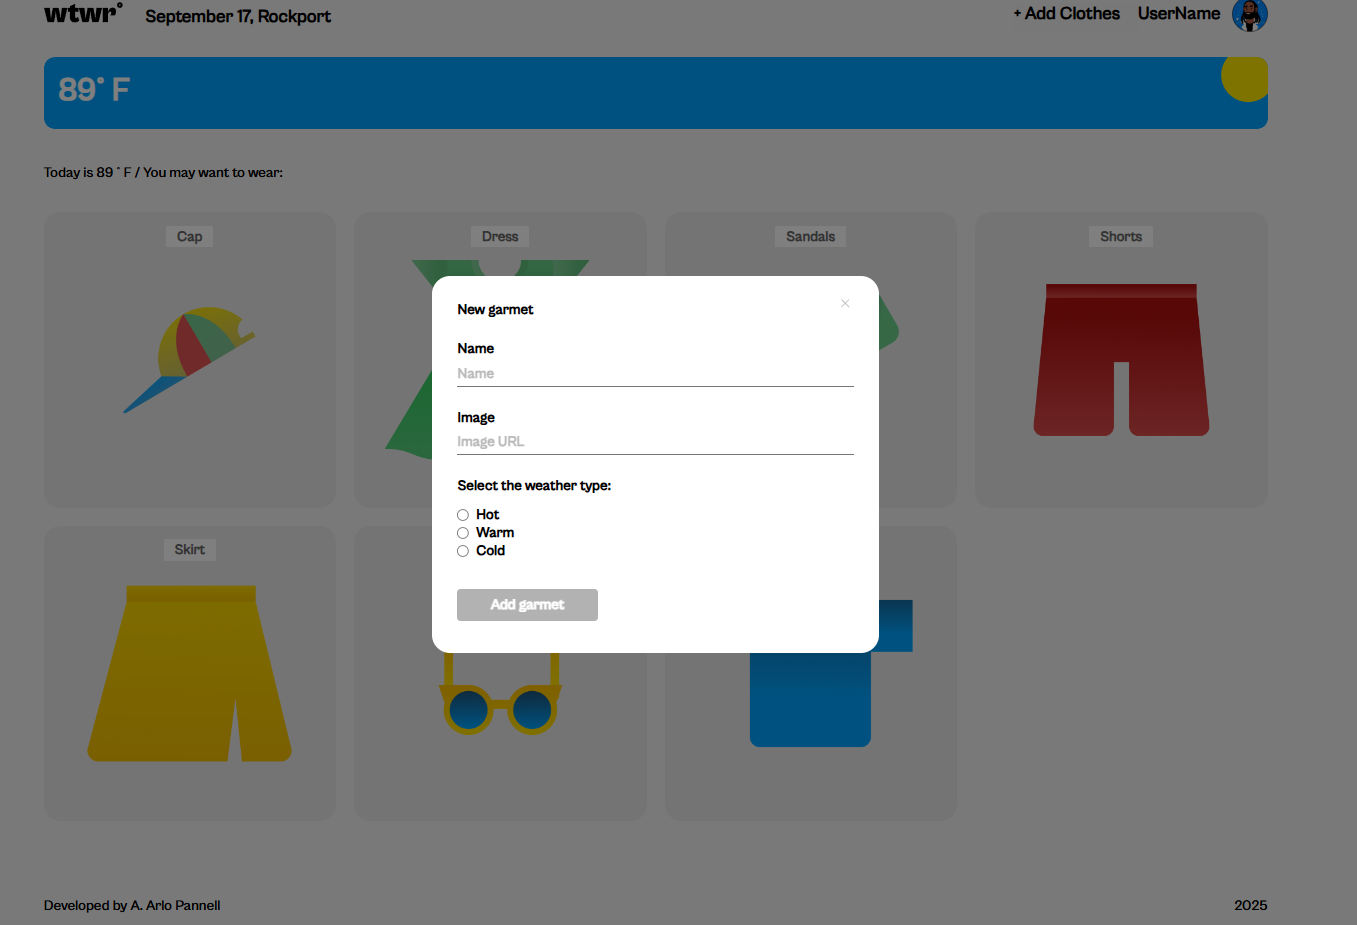 wtwr°
September 17, Rockport
+ Add Clothes
UserName
89° F
Today is 89 ° F / You may want to wear:
Cap
Dress
Sandals
Shorts
New garmet
×
Name
Name
Image
Image URL
Select the weather type:
Hot
Warm
Cold
Add garmet
Skirt
Developed by A. Arlo Pannell
2025